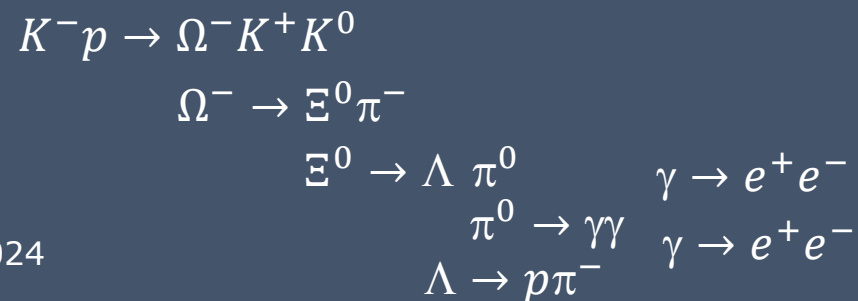 K⁻p → Ω⁻K⁺K⁰
Ω⁻ → Ξ⁰π⁻
Ξ⁰ → Λ π⁰
γ → e⁺e⁻
π⁰ → γγ
γ → e⁺e⁻
Λ → pπ⁻